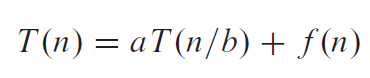 T(n) = aT(n/b) + f(n)